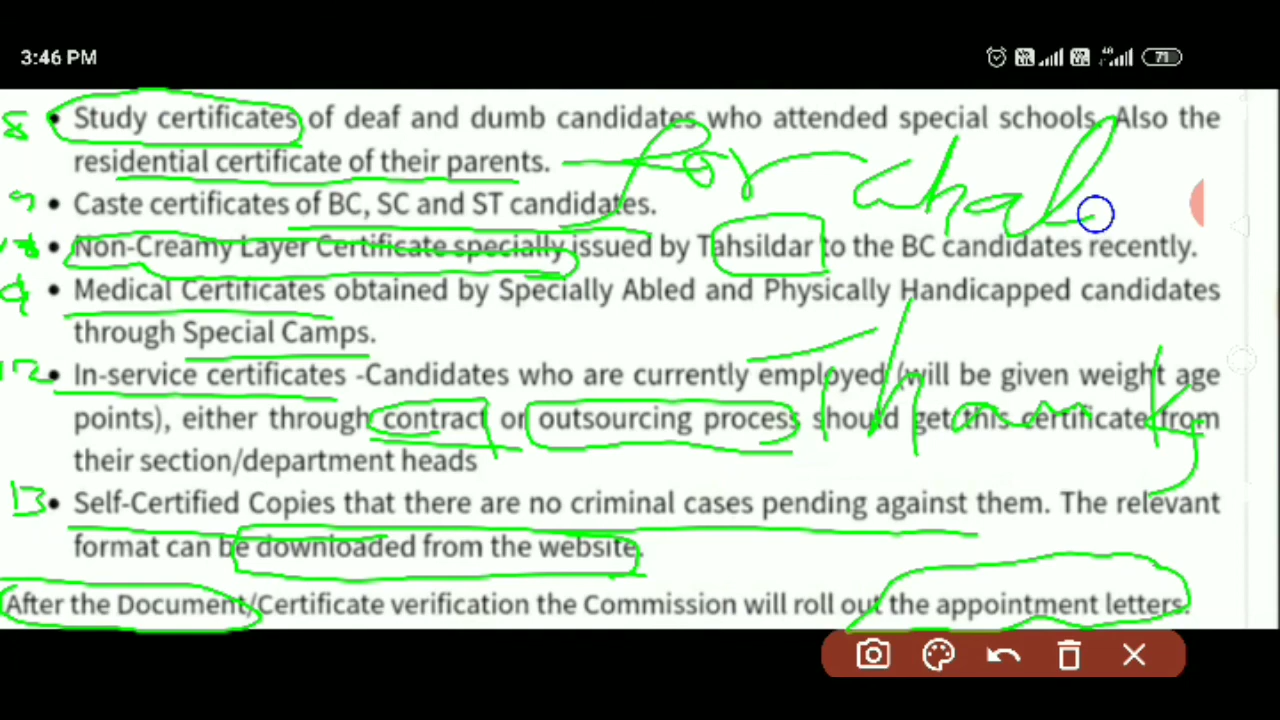 3:46 PM
71
8 • Study certificates of deaf and dumb candidates who attended special schools. Also the
residential certificate of their parents.
for
9 • Caste certificates of BC, SC and ST candidates.
• Non-Creamy Layer Certificate specially issued by Tahsildar to the BC candidates recently.
• Medical Certificates obtained by Specially Abled and Physically Handicapped candidates
through Special Camps.
12 • In-service certificates -Candidates who are currently employed (will be given weight age
points), either through contract or outsourcing process should get this certificate from
Thank
their section/department heads
13 • Self-Certified Copies that there are no criminal cases pending against them. The relevant
format can be downloaded from the website.
After the Document/Certificate verification the Commission will roll out the appointment letters.